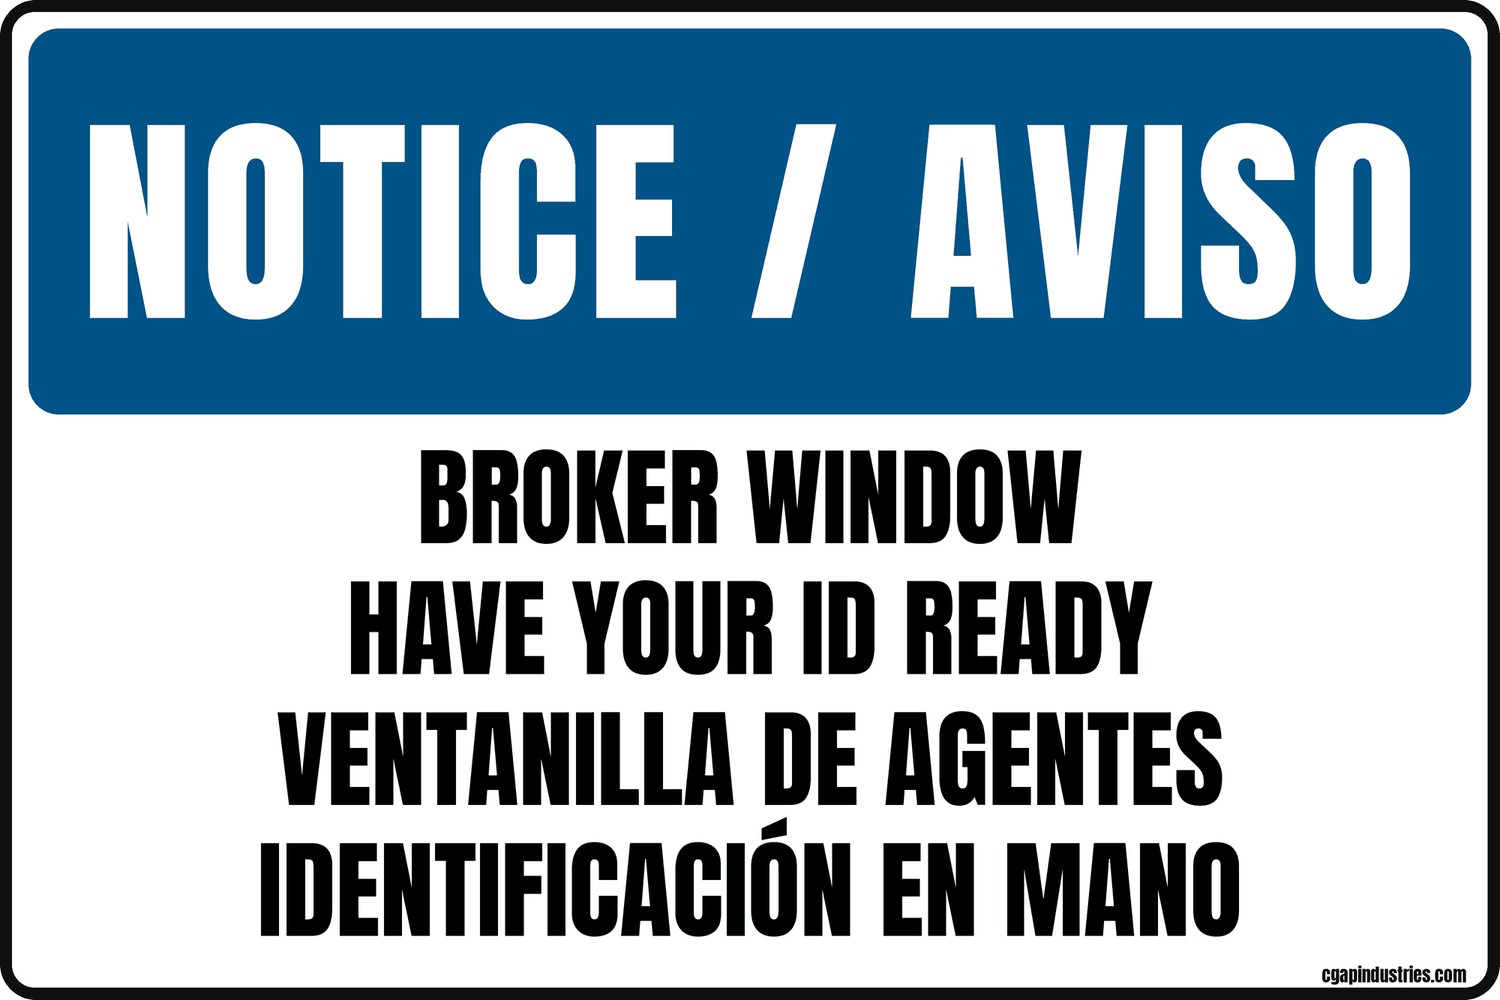 NOTICE / AVISO
BROKER WINDOW
HAVE YOUR ID READY
VENTANILLA DE AGENTES
IDENTIFICACIÓN EN MANO
cgapindustries.com